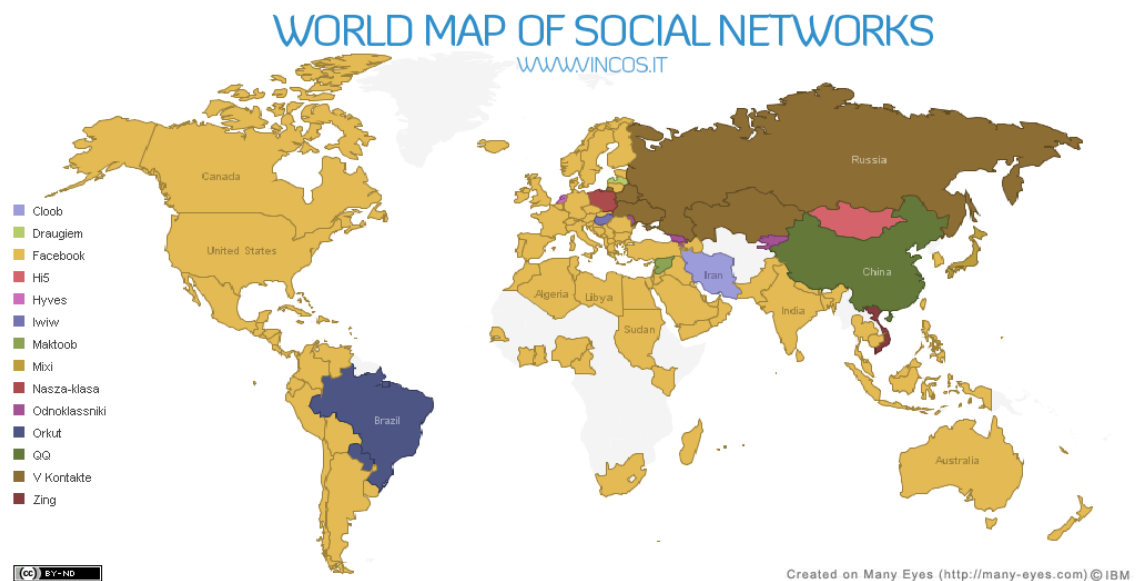 WORLD MAP OF SOCIAL NETWORKS
WWW.VINCOS.IT
Canada
United States
Brazil
Russia
China
Iran
India
Algeria
Libya
Sudan
Australia
Cloob
Draugiem
Facebook
Hi5
Hyves
Iwiw
Maktoob
Mixi
Nasza-klasa
Odnoklassniki
Orkut
QQ
V Kontakte
Zing
(cc) BY-ND
Created on Many Eyes (http://many-eyes.com) © IBM